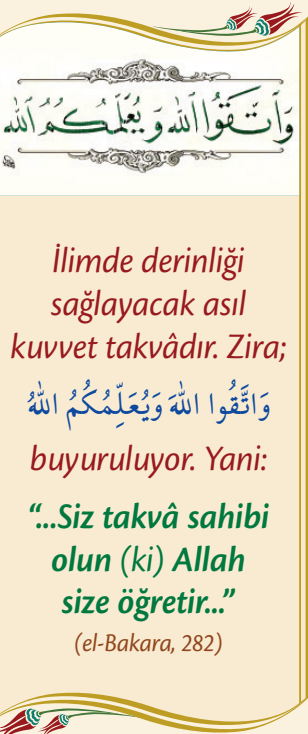 وَاتَّقُوا اللّٰهَ وَيُعَلِّمُكُمُ اللّٰهُ
İlimde derinliği
sağlayacak asıl
kuvvet takvâdır. Zira;
وَاتَّقُوا اللّٰهَ وَيُعَلِّمُكُمُ اللّٰهُ
buyuruluyor. Yani:
“...Siz takvâ sahibi
olun (ki) Allah
size öğretir...”
(el-Bakara, 282)